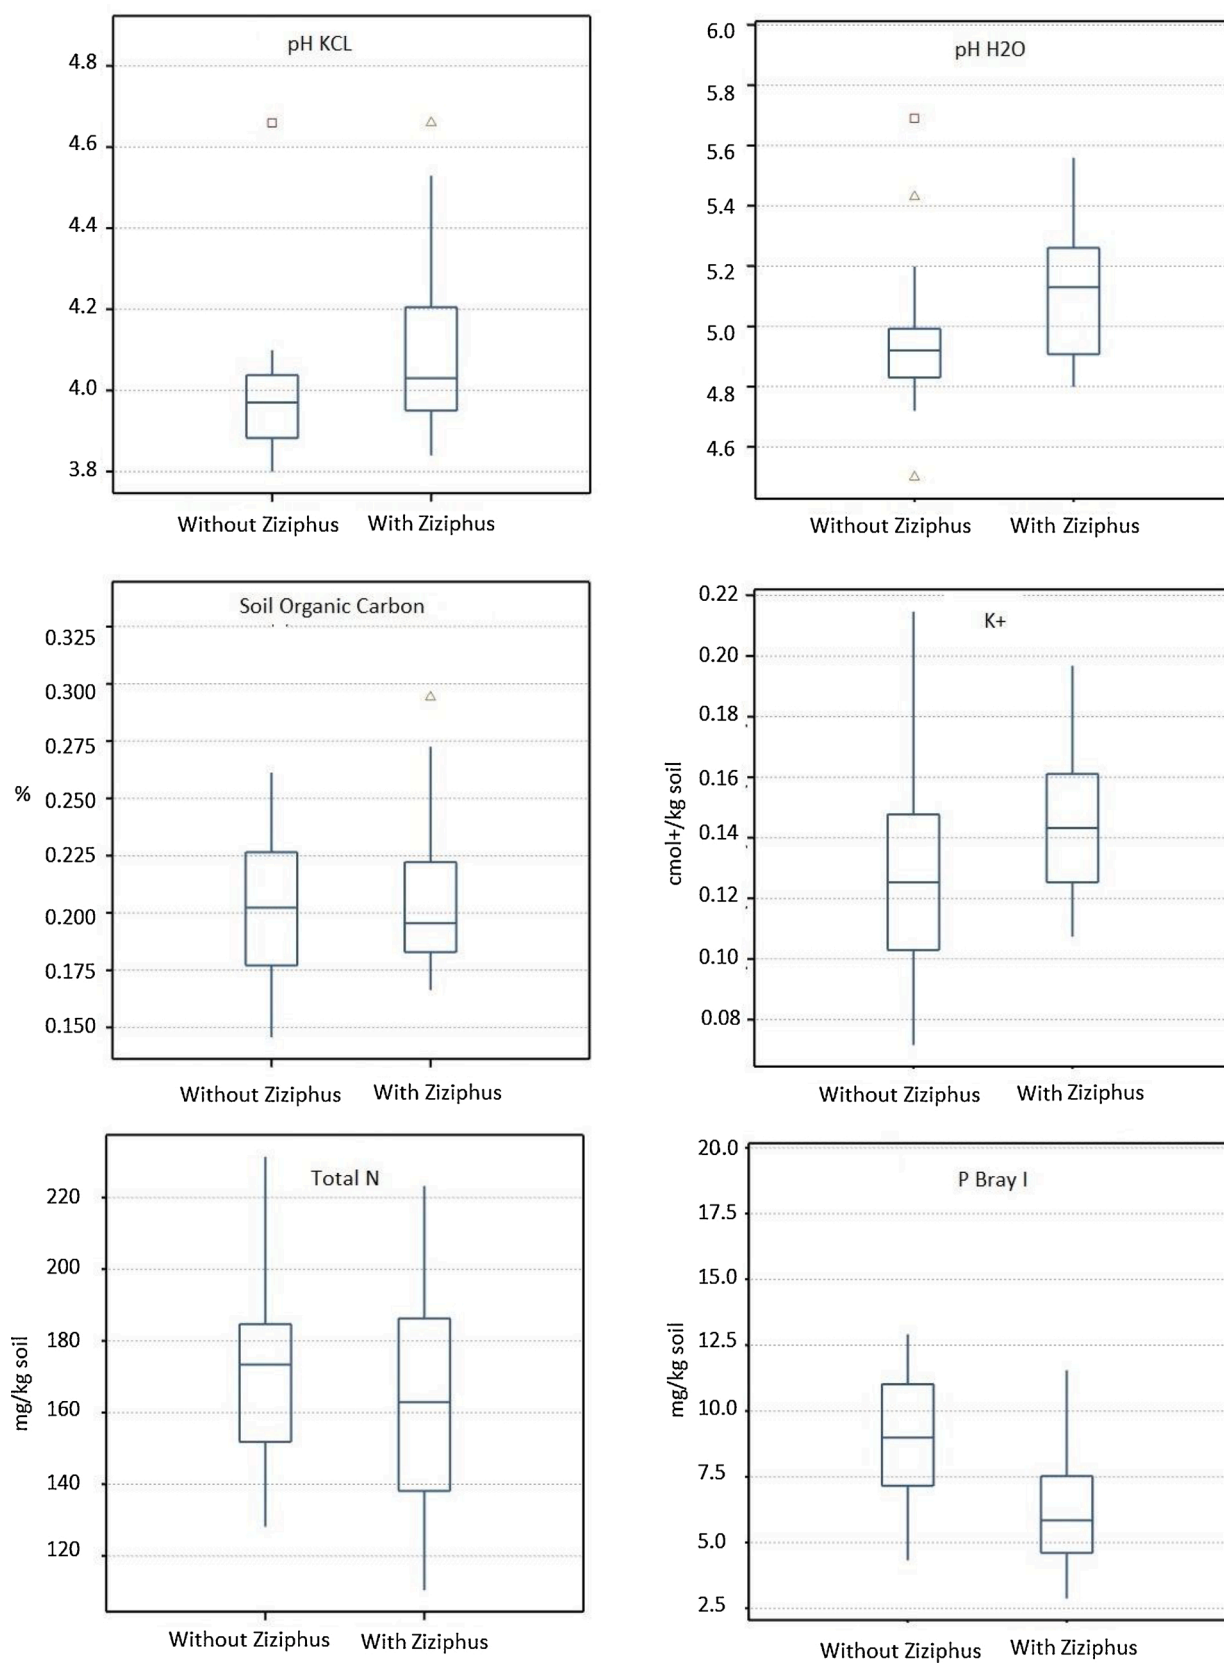 pH KCL
4.8
4.6
4.4
4.2
4.0
3.8
Without Ziziphus
With Ziziphus
pH H2O
6.0
5.8
5.6
5.4
5.2
5.0
4.8
4.6
Without Ziziphus
With Ziziphus
Soil Organic Carbon
%
0.325
0.300
0.275
0.250
0.225
0.200
0.175
0.150
Without Ziziphus
With Ziziphus
K+
cmol+/kg soil
0.22
0.20
0.18
0.16
0.14
0.12
0.10
0.08
Without Ziziphus
With Ziziphus
Total N
mg/kg soil
220
200
180
160
140
120
Without Ziziphus
With Ziziphus
P Bray I
mg/kg soil
20.0
17.5
15.0
12.5
10.0
7.5
5.0
2.5
Without Ziziphus
With Ziziphus